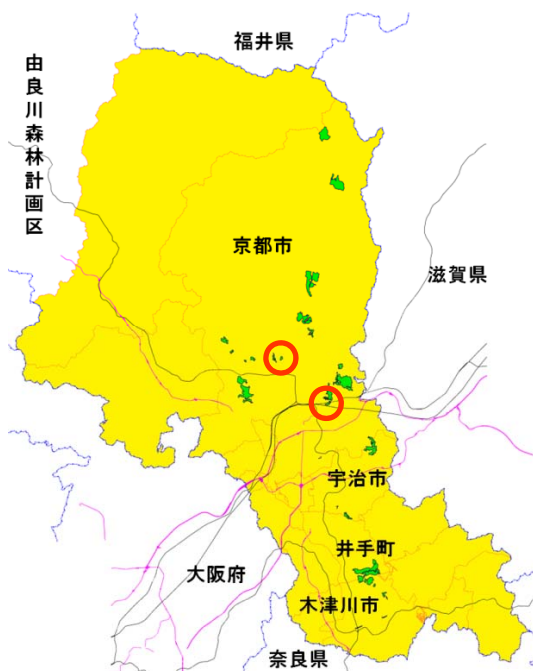 福井県
由良川森林計画区
京都市
滋賀県
宇治市
井手町
大阪府
木津川市
奈良県